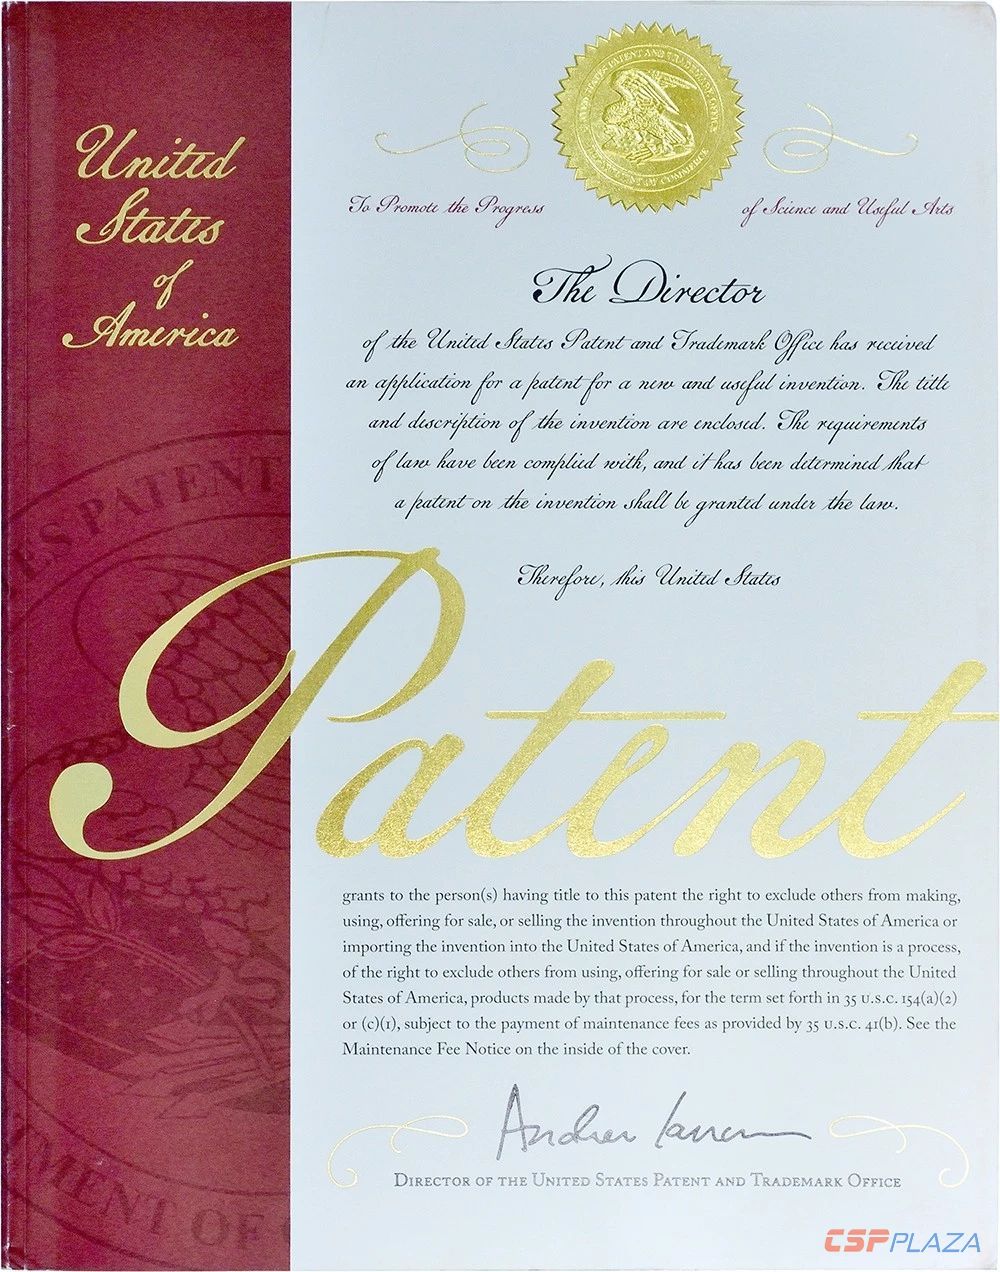 United
States
of
America
To Promote the Progress
of Science and Useful Arts
The Director
of the United States Patent and Trademark Office has received
an application for a patent for a new and useful invention. The title
and description of the invention are enclosed. The requirements
of law have been complied with, and it has been determined that
a patent on the invention shall be granted under the law.
Therefore, this United States
Patent
grants to the person(s) having title to this patent the right to exclude others from making,
using, offering for sale, or selling the invention throughout the United States of America or
importing the invention into the United States of America, and if the invention is a process,
of the right to exclude others from using, offering for sale or selling throughout the United
States of America, products made by that process, for the term set forth in 35 U.S.C. 154(a)(2)
or (c)(1), subject to the payment of maintenance fees as provided by 35 U.S.C. 41(b). See the
Maintenance Fee Notice on the inside of the cover.
DIRECTOR OF THE UNITED STATES PATENT AND TRADEMARK OFFICE
CSPPLAZA